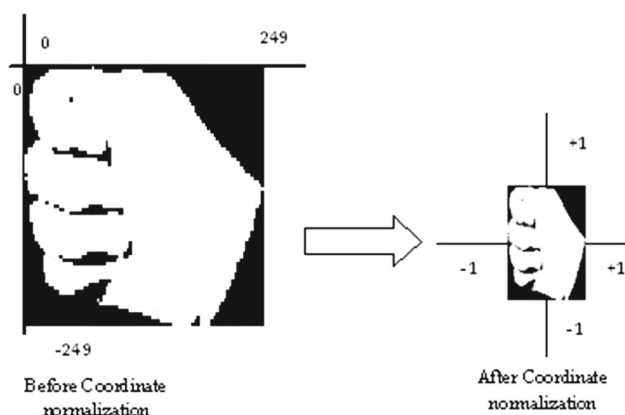 0
249
0
+1
-1
+1
-1
-249
Before Coordinate
normalization
After Coordinate
normalization